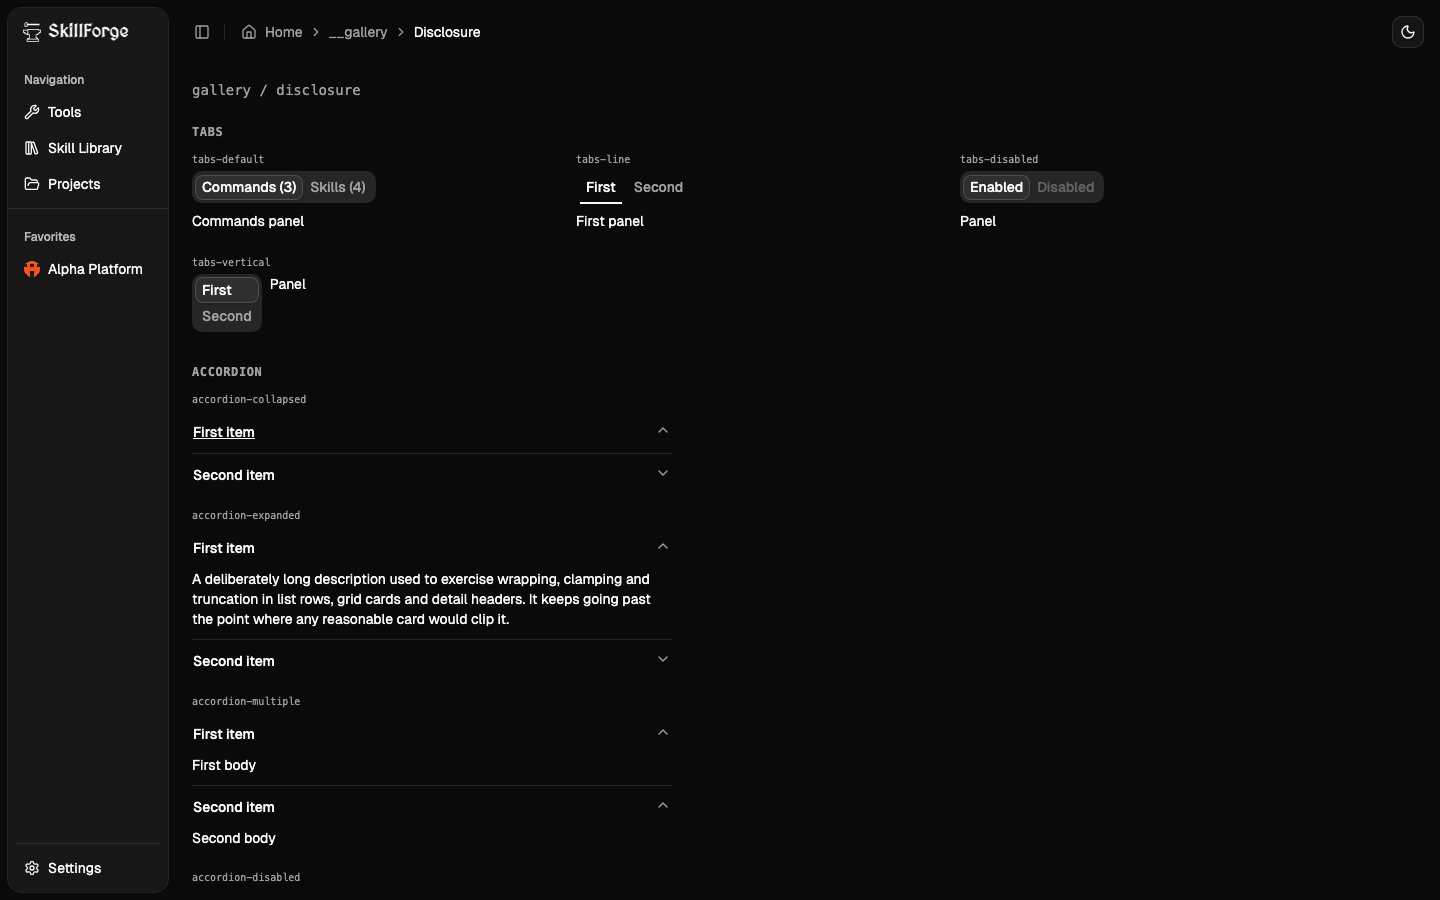 SkillForge
Navigation
Tools
Skill Library
Projects
Favorites
Alpha Platform
Settings
Home > __gallery > Disclosure
gallery / disclosure
TABS
tabs-default
Commands (3) Skills (4)
Commands panel
tabs-line
First Second
First panel
tabs-disabled
Enabled Disabled
Panel
tabs-vertical
First
Second
Panel
ACCORDION
accordion-collapsed
First item
Second item
accordion-expanded
First item
A deliberately long description used to exercise wrapping, clamping and
truncation in list rows, grid cards and detail headers. It keeps going past
the point where any reasonable card would clip it.
Second item
accordion-multiple
First item
First body
Second item
Second body
accordion-disabled